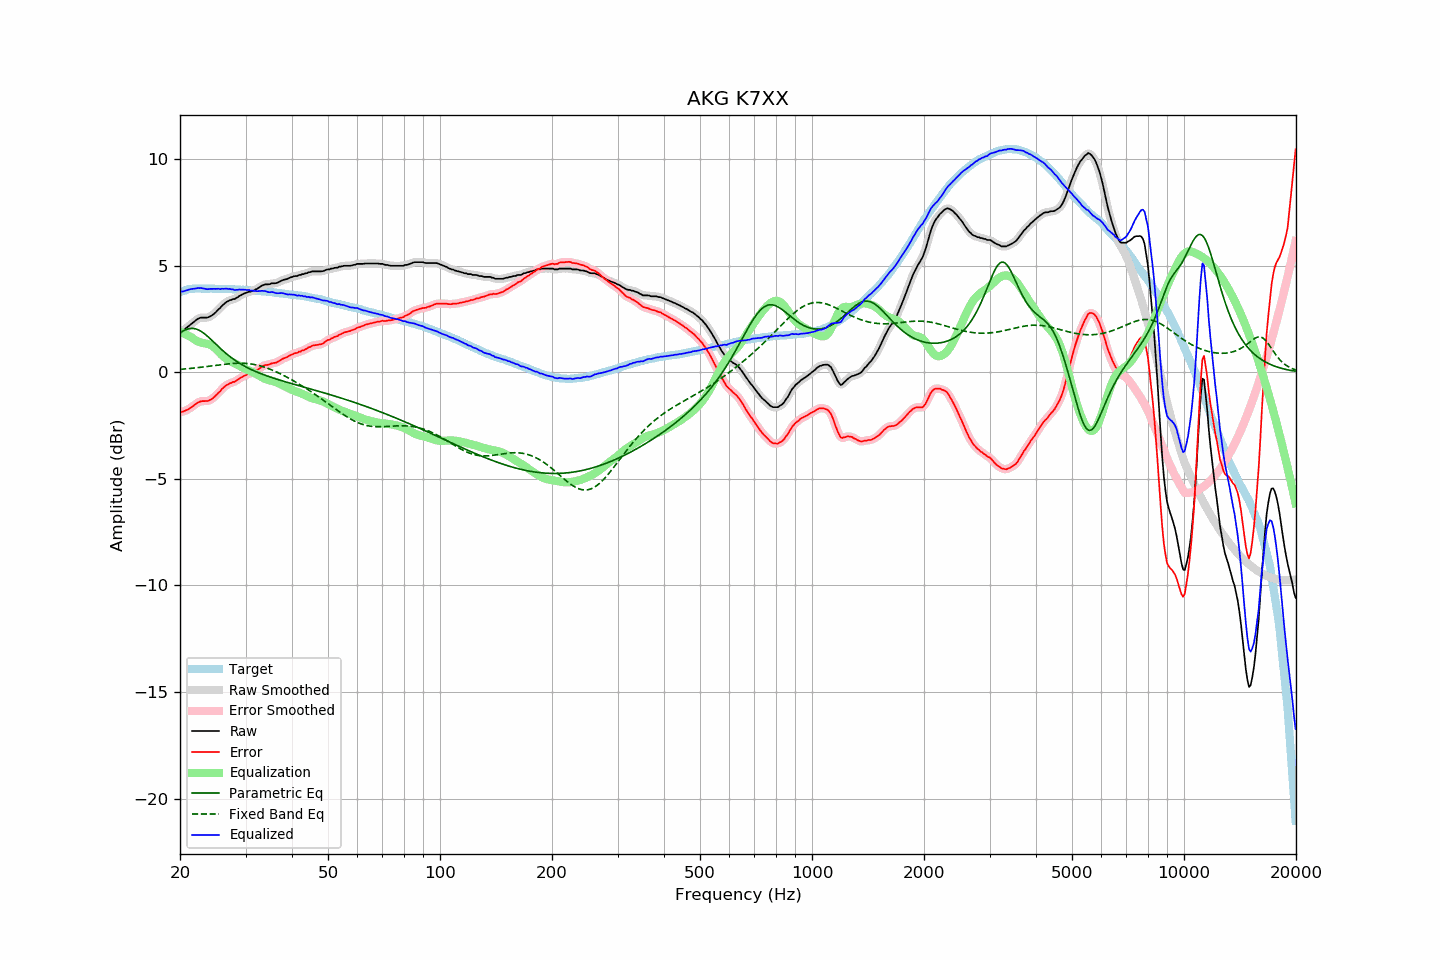 AKG K7XX
Amplitude (dBr)
10
5
0
−5
−10
−15
−20
Target
Raw Smoothed
Error Smoothed
Raw
Error
Equalization
Parametric Eq
Fixed Band Eq
Equalized
20 50 100 200 500 1000 2000 5000 10000 20000
Frequency (Hz)